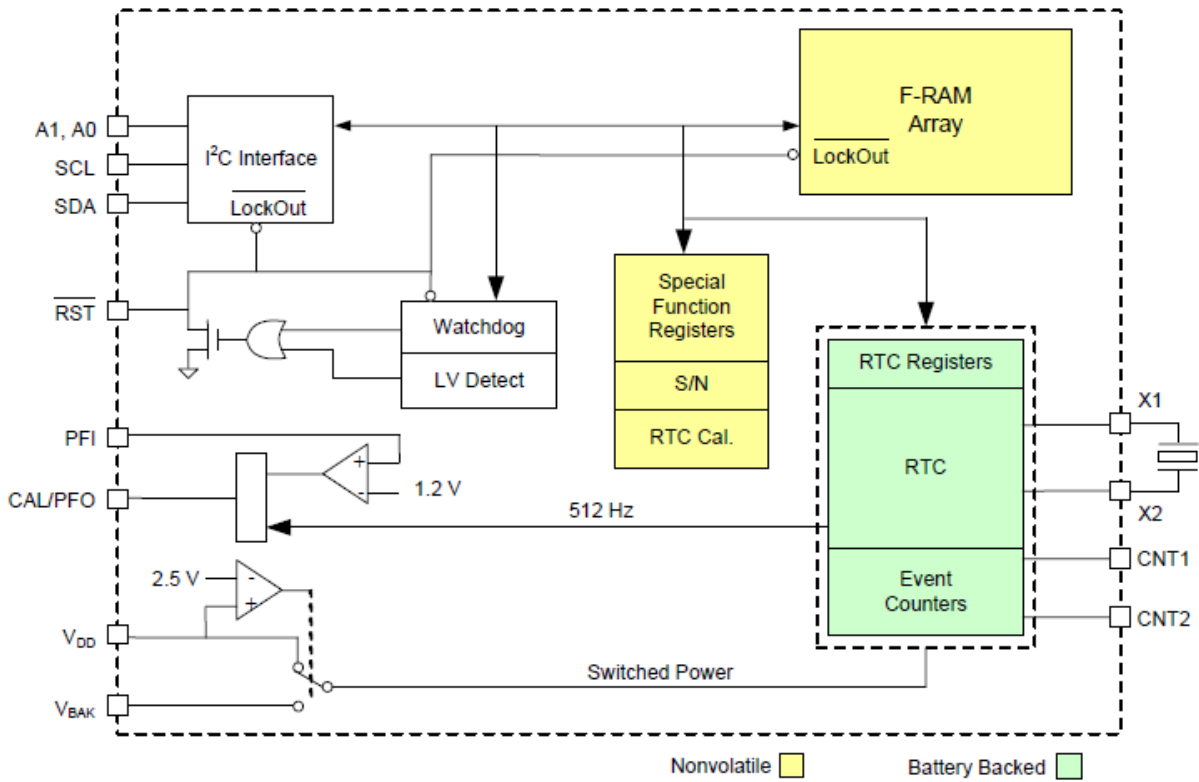 F-RAM
Array
LockOut
A1, A0
SCL
SDA
I²C Interface
LockOut
RST
Watchdog
LV Detect
Special
Function
Registers
S/N
RTC Cal.
RTC Registers
RTC
Event
Counters
X1
X2
CNT1
CNT2
PFI
CAL/PFO
+
-
1.2 V
512 Hz
2.5 V
-
+
VDD
VBAK
Switched Power
Nonvolatile
Battery Backed